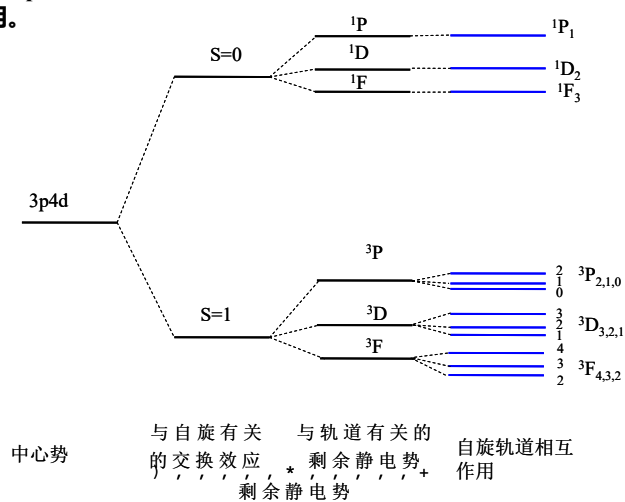 用。
¹P
¹P₁
S=0
¹D
¹D₂
¹F
¹F₃
3p4d
³P
2
1
0
³P₂,₁,₀
S=1
³D
3
2
1
³D₃,₂,₁
³F
4
3
2
³F₄,₃,₂
中心势
与自旋有关
的交换效应
与轨道有关的
剩余静电势
) , , , , , * , , , , , , +
剩余静电势
自旋轨道相互
作用